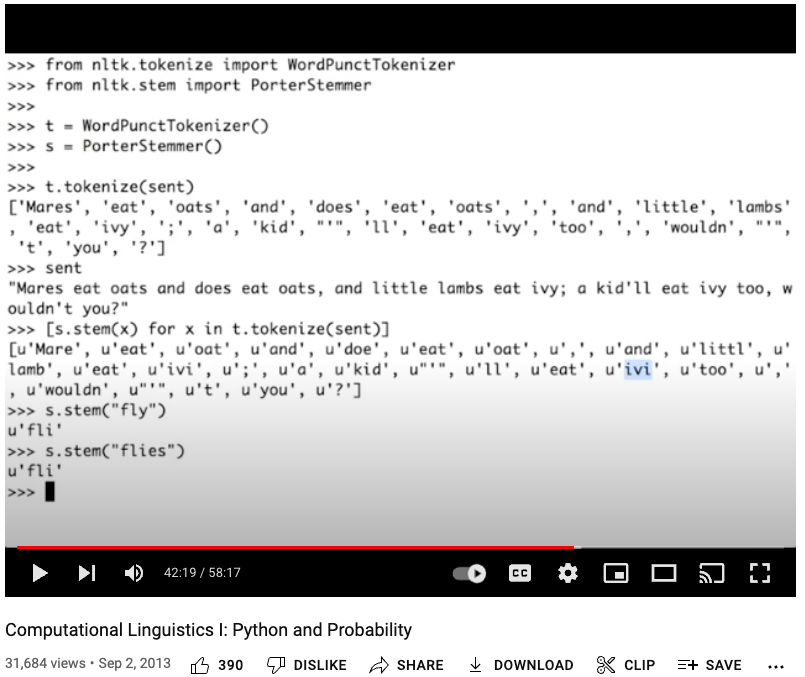 >>> from nltk.tokenize import WordPunctTokenizer
>>> from nltk.stem import PorterStemmer
>>>
>>> t = WordPunctTokenizer()
>>> s = PorterStemmer()
>>>
>>> t.tokenize(sent)
['Mares', 'eat', 'oats', 'and', 'does', 'eat', 'oats', ',', 'and', 'little', 'lambs'
, 'eat', 'ivy', ';', 'a', 'kid', "'", 'll', 'eat', 'ivy', 'too', ',', 'wouldn', "'",
't', 'you', '?']
>>> sent
"Mares eat oats and does eat oats, and little lambs eat ivy; a kid'll eat ivy too, w
ouldn't you?"
>>> [s.stem(x) for x in t.tokenize(sent)]
[u'Mare', u'eat', u'oat', u'and', u'doe', u'eat', u'oat', u',', u'and', u'littl', u'
lamb', u'eat', u'ivi', u';', u'a', u'kid', u"'", u'll', u'eat', u'ivi', u'too', u','
, u'wouldn', u"'", u't', u'you', u'?']
>>> s.stem("fly")
u'fli'
>>> s.stem("flies")
u'fli'
>>>
42:19 / 58:17
CC
Computational Linguistics I: Python and Probability
31,684 views • Sep 2, 2013 390 DISLIKE SHARE DOWNLOAD CLIP SAVE ...